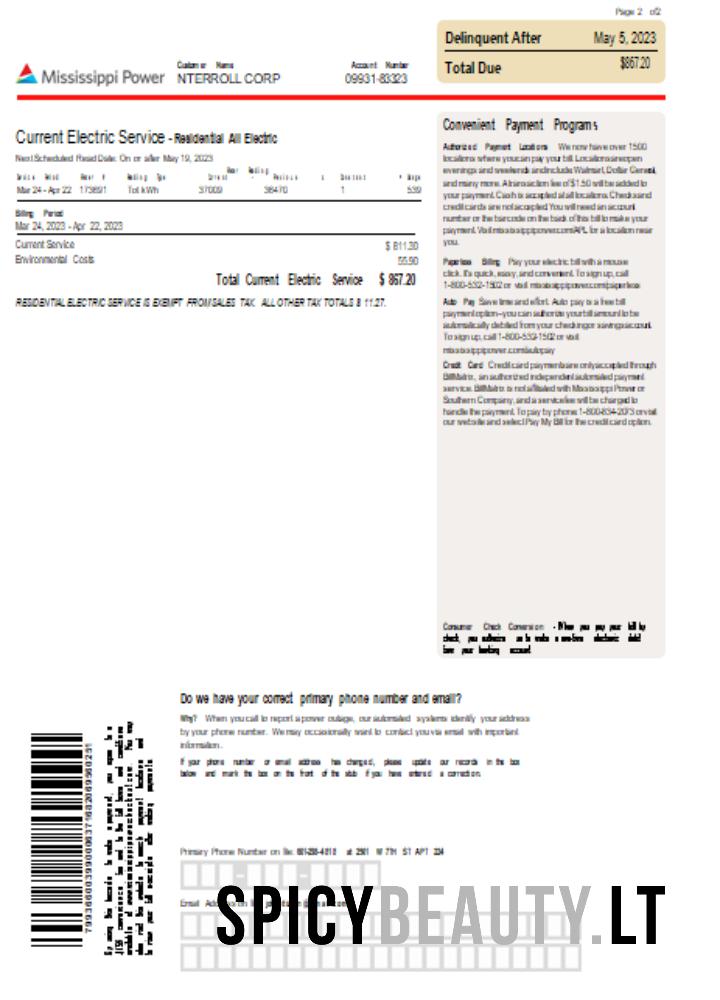 Page 2 of2
Delinquent After May 5, 2023
Total Due $867.20
Mississippi Power
Customer Name
NTERROLL CORP
Account Number
09931-83323
Current Electric Service - Residential All Electric
Next Scheduled Read Date: On or after May 19, 2023
Mar 24 - Apr 22 173691 Tot kWh 37009 36470 1 539
Billing Period
Mar 24, 2023 - Apr 22, 2023
Current Service $ 811.30
Environmental Costs 55.90
Total Current Electric Service $ 867.20
RESIDENTIAL ELECTRIC SERVICE IS EXEMPT FROM SALES TAX. ALL OTHER TAX TOTALS $ 11.27.
Convenient Payment Programs
Authorized Payment Locations We now have over 1500
locations where you can pay your bill. Locations are open
evenings and weekends and include Walmart, Dollar General,
and many more. A transaction fee of $1.50 will be added to
your payment. Cash is accepted at all locations. Checks and
credit cards are not accepted. You will need an account
number or the barcode on the back of this bill to make your
payment. Visit mississippipower.com/APL for a location near
you.
Paperless Billing Pay your electric bill with a mouse
click. It's quick, easy, and convenient. To sign up, call
1-800-532-1502 or visit mississippipower.com/paperless
Auto Pay Save time and effort. Auto pay is a free bill
payment option--you can authorize your bill amount to be
automatically debited from your checking or savings account.
To sign up, call 1-800-532-1502 or visit
mississippipower.com/autopay
Credit Card Credit card payments are only accepted through
BillMatrix, an authorized independent automated payment
service. BillMatrix is not affiliated with Mississippi Power or
Southern Company, and a service fee will be charged to
handle the payment. To pay by phone: 1-800-834-2073 or visit
our website and select Pay My Bill for the credit card option.
Consumer Check Conversion - When you pay your bill by
check, you authorize us to make a one-time electronic debit
from your banking account.
Do we have your correct primary phone number and email?
Why? When you call to report a power outage, our automated systems identify your address
by your phone number. We may occasionally want to contact you via email with important
information.
If your phone number or email address has changed, please update our records in the box
below and mark the box on the front of the stub if you have entered a correction.
Primary Phone Number on file: 601-298-4818 at 2901 W 7TH ST APT 224
Email Address on file
SPICYBEAUTY.LT